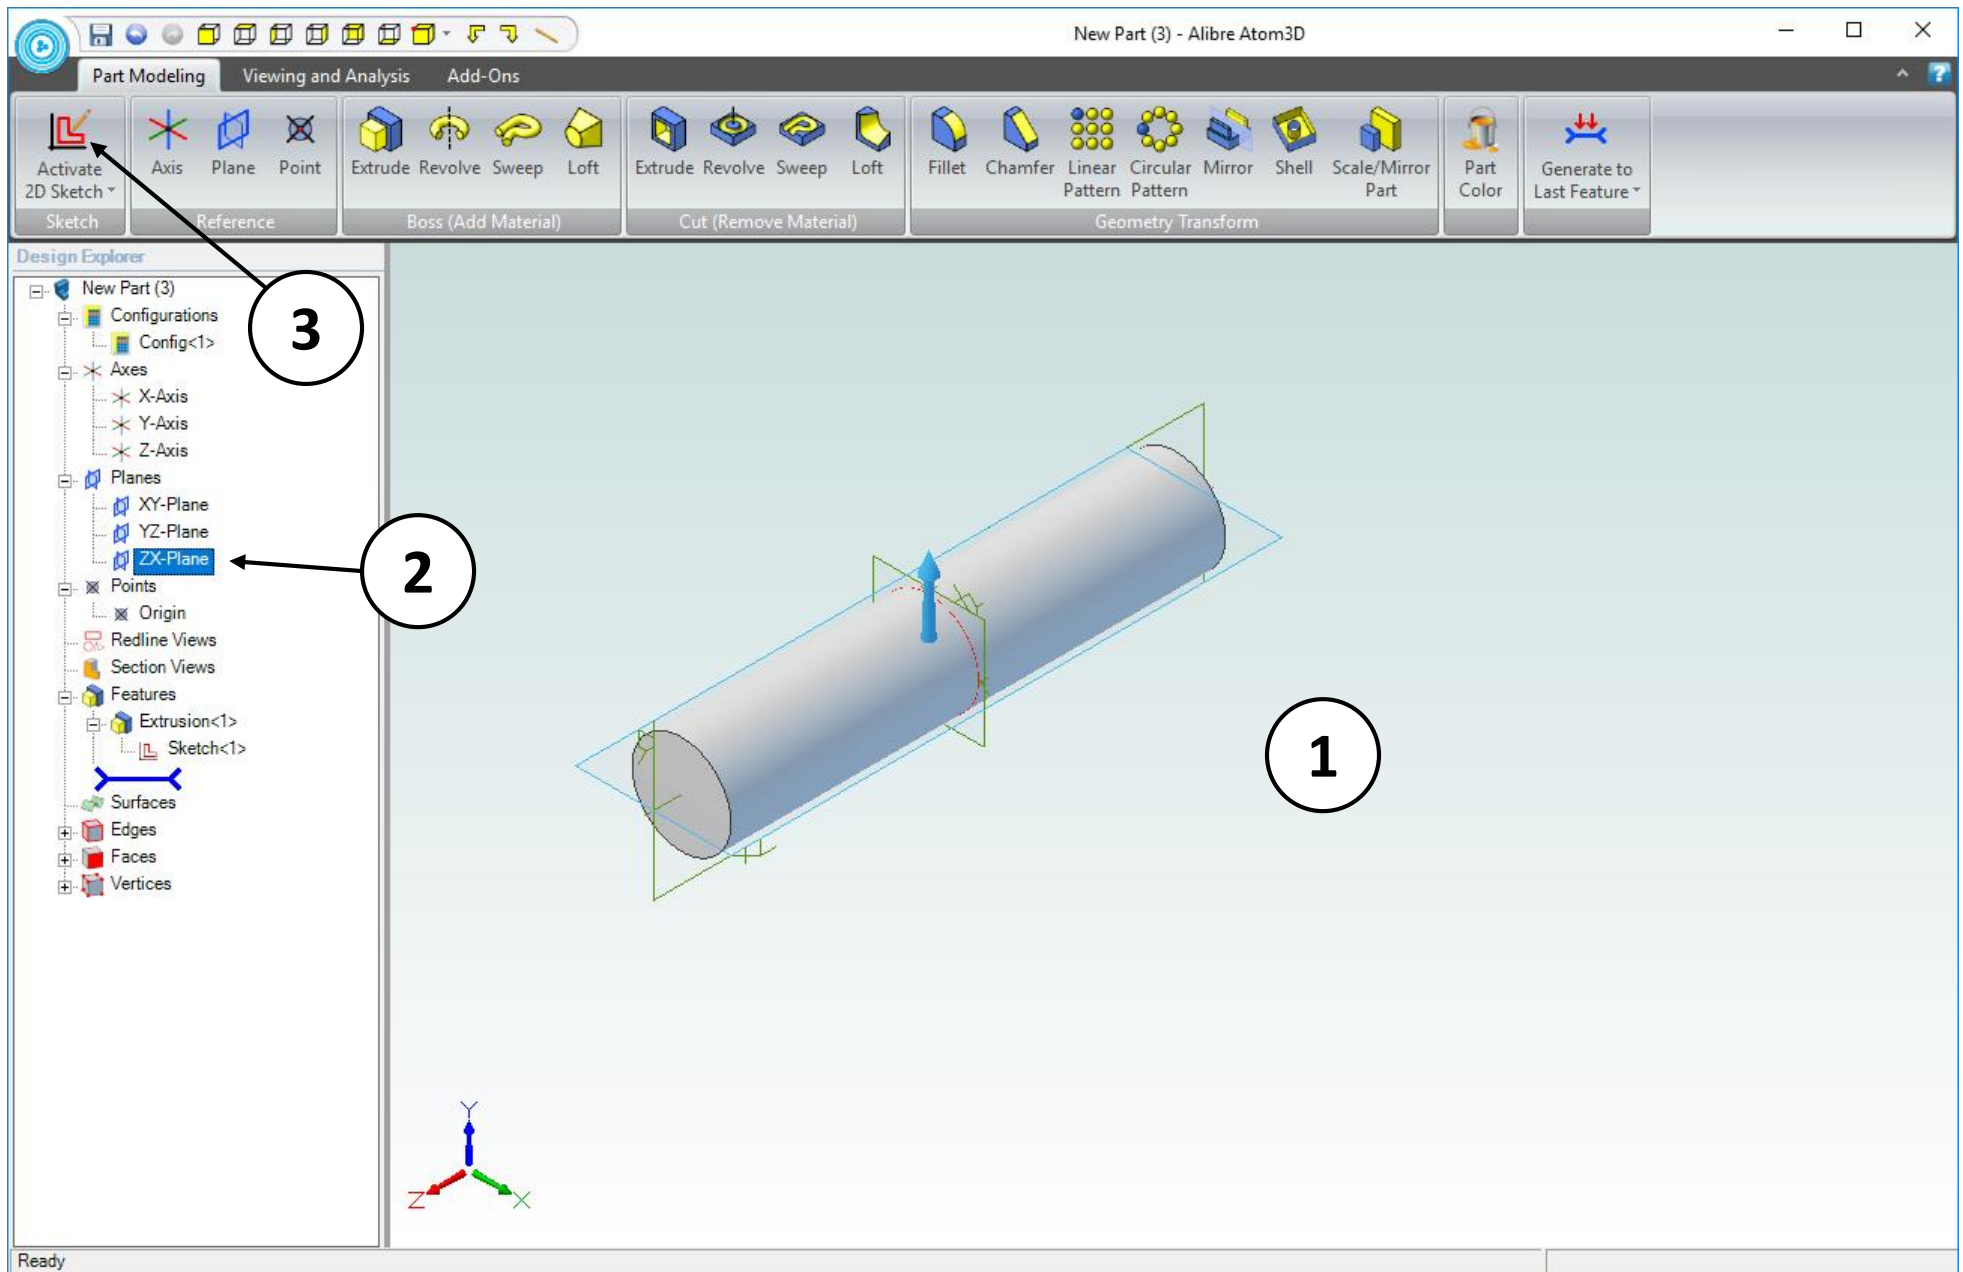 New Part (3) - Alibre Atom3D
Part Modeling Viewing and Analysis Add-Ons
Activate 2D Sketch
Axis Plane Point
Extrude Revolve Sweep Loft
Extrude Revolve Sweep Loft
Fillet Chamfer Linear Pattern Circular Pattern Mirror Shell Scale/Mirror Part
Part Color
Generate to Last Feature
Sketch Reference Boss (Add Material) Cut (Remove Material) Geometry Transform
Design Explorer
New Part (3)
Configurations
Config<1>
Axes
X-Axis
Y-Axis
Z-Axis
Planes
XY-Plane
YZ-Plane
ZX-Plane
Points
Origin
Redline Views
Section Views
Features
Extrusion<1>
Sketch<1>
Surfaces
Edges
Faces
Vertices
3
2
1
XY
Y
Z
X
Ready